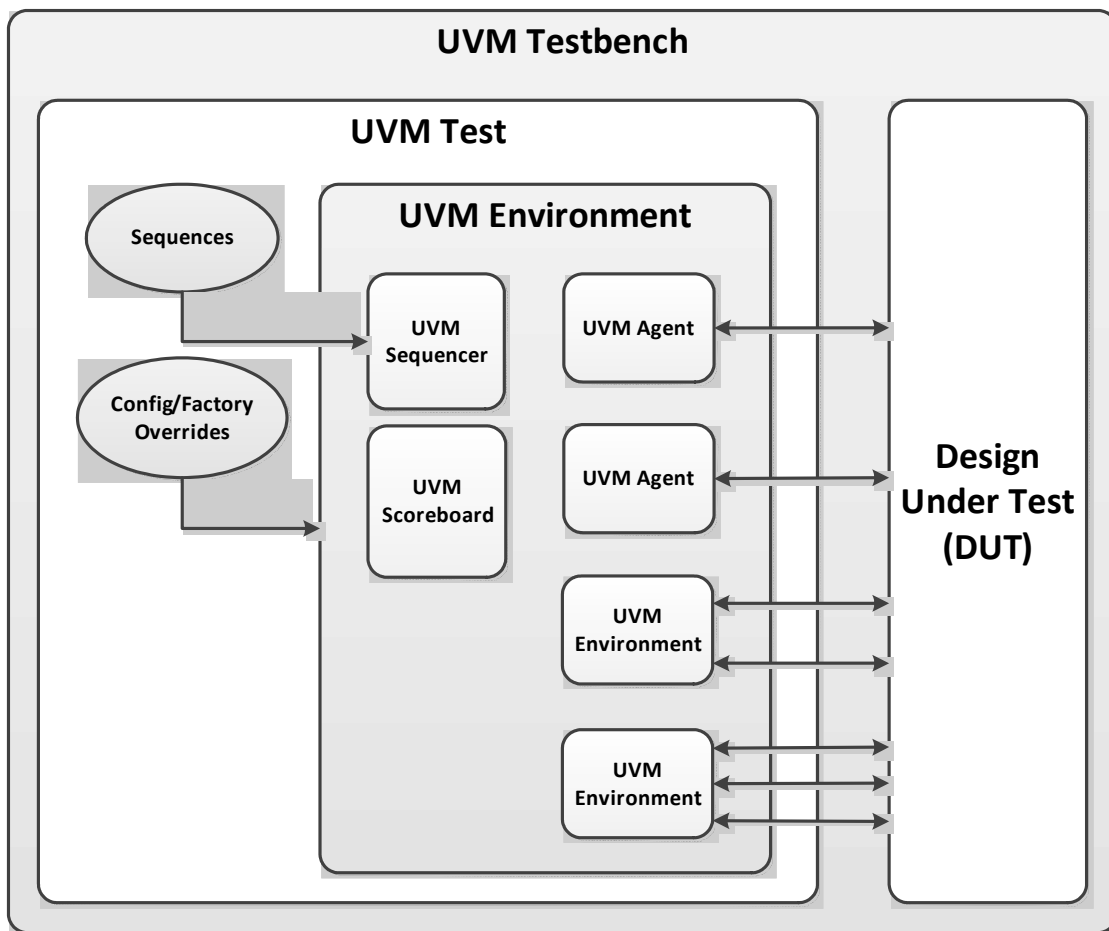 UVM Testbench
UVM Test
Sequences
Config/Factory
Overrides
UVM Environment
UVM
Sequencer
UVM
Scoreboard
UVM Agent
UVM Agent
UVM
Environment
UVM
Environment
Design
Under Test
(DUT)